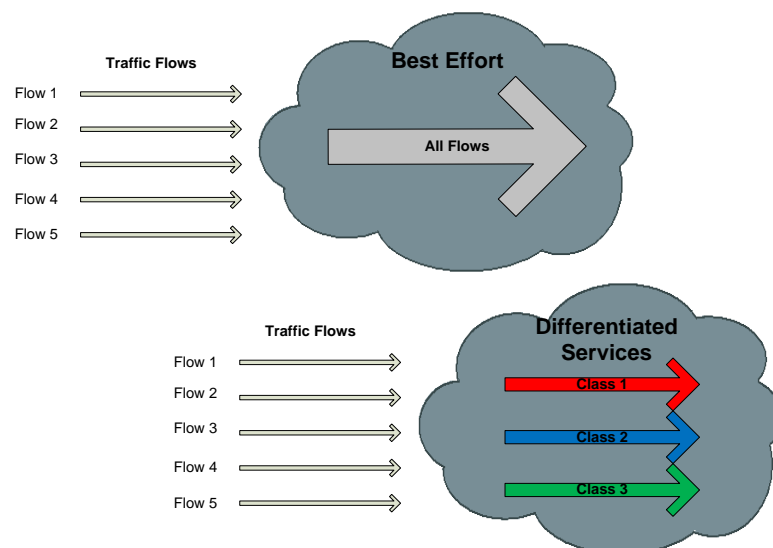 Best Effort
Traffic Flows
Flow 1
Flow 2
Flow 3
Flow 4
Flow 5
All Flows
Differentiated
Services
Traffic Flows
Flow 1
Flow 2
Flow 3
Flow 4
Flow 5
Class 1
Class 2
Class 3